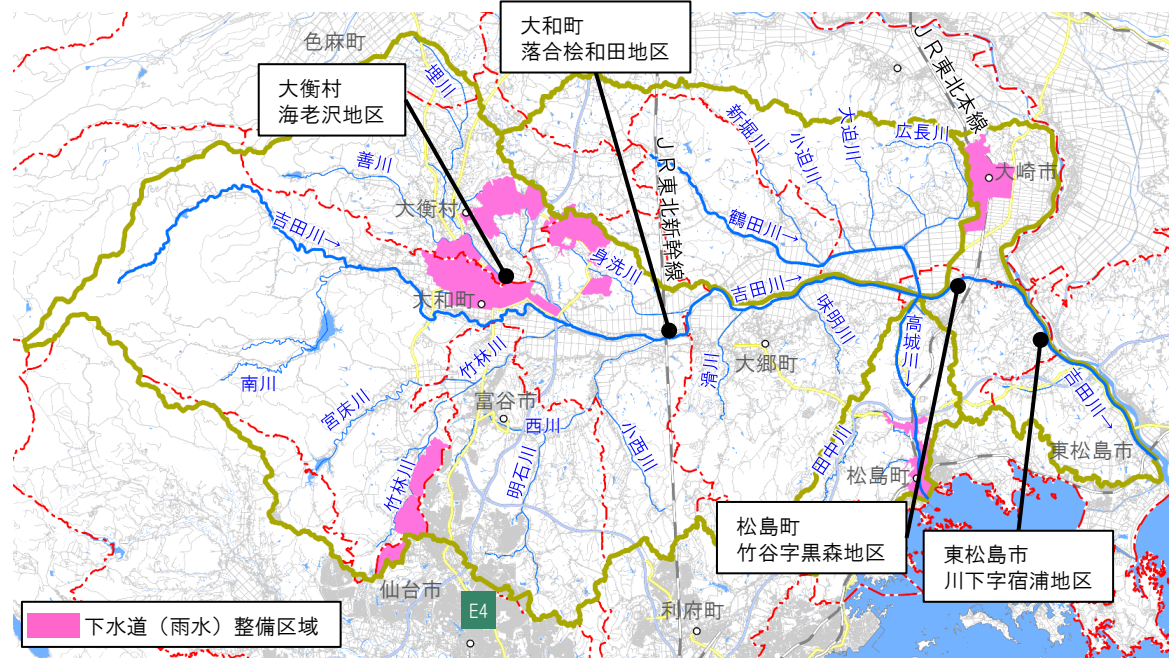 色麻町
大和町
落合桧和田地区
大衡村
海老沢地区
埋川
善川
大衡村
吉田川→
大和町
身洗川
JR東北新幹線
JR東北本線
新堀川
小迫川
大迫川
広長川
大崎市
鶴田川→
吉田川→
味明川
高城川→
大郷町
滑川
南川
宮床川
竹林川
富谷市
西川
小西川
明石川
竹林川
田中川
松島町
東松島市
吉田川→
松島町
竹谷字黒森地区
東松島市
川下字宿浦地区
仙台市
E4
利府町
下水道（雨水）整備区域